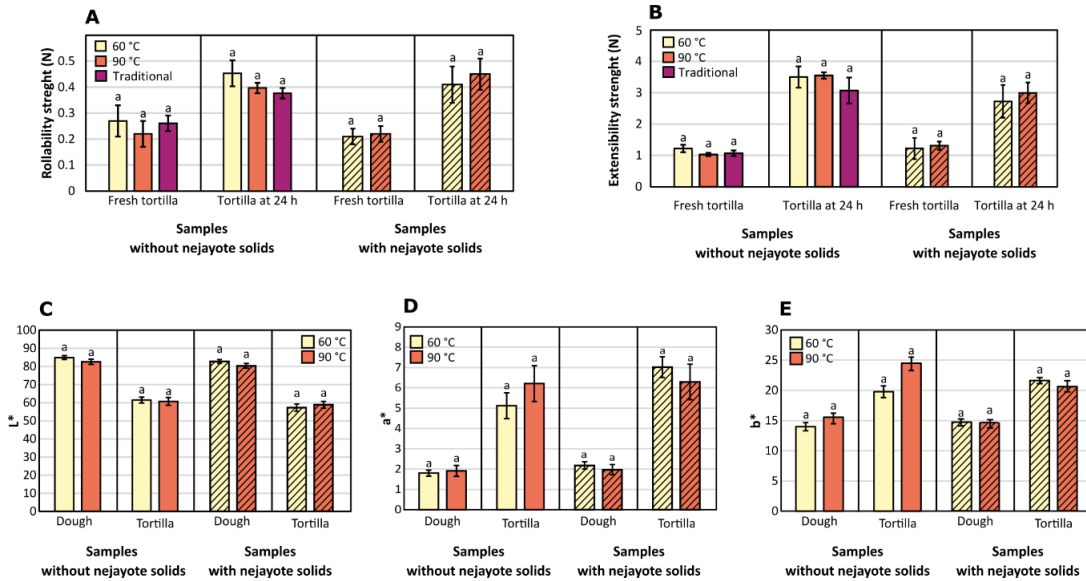 A
Rollability streght (N)
0.5
0.4
0.3
0.2
0.1
0
60 °C
90 °C
Traditional
a a a a a a a a a a
Fresh tortilla Tortilla at 24 h Fresh tortilla Tortilla at 24 h
Samples
without nejayote solids
Samples
with nejayote solids
B
Extensibility strenght (N)
5
4
3
2
1
0
60 °C
90 °C
Traditional
a a a a a a a a a a
Fresh tortilla Tortilla at 24 h Fresh tortilla Tortilla at 24 h
Samples
without nejayote solids
Samples
with nejayote solids
C
L*
100
90
80
70
60
50
40
30
20
10
0
60 °C
90 °C
a a a a a a a a
Dough Tortilla Dough Tortilla
Samples
without nejayote solids
Samples
with nejayote solids
D
a*
9
8
7
6
5
4
3
2
1
0
60 °C
90 °C
a a a a a a a a
Dough Tortilla Dough Tortilla
Samples
without nejayote solids
Samples
with nejayote solids
E
b*
30
25
20
15
10
5
0
60 °C
90 °C
a a a a a a a a
Dough Tortilla Dough Tortilla
Samples
without nejayote solids
Samples
with nejayote solids